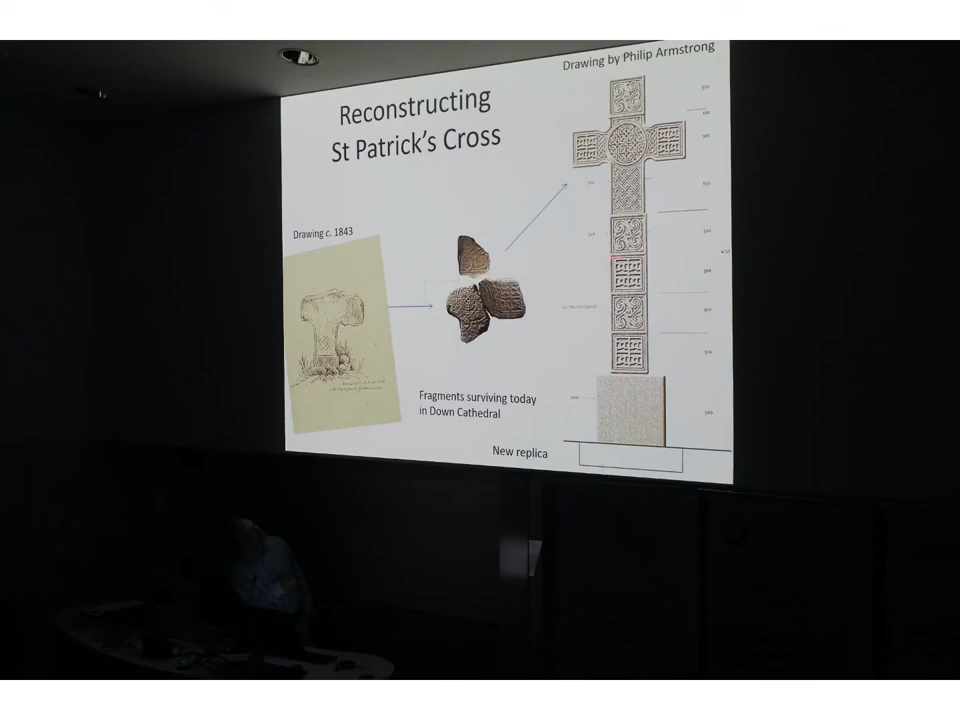 Drawing by Philip Armstrong
Reconstructing
St Patrick's Cross
Drawing c. 1843
Fragments surviving today
in Down Cathedral
New replica